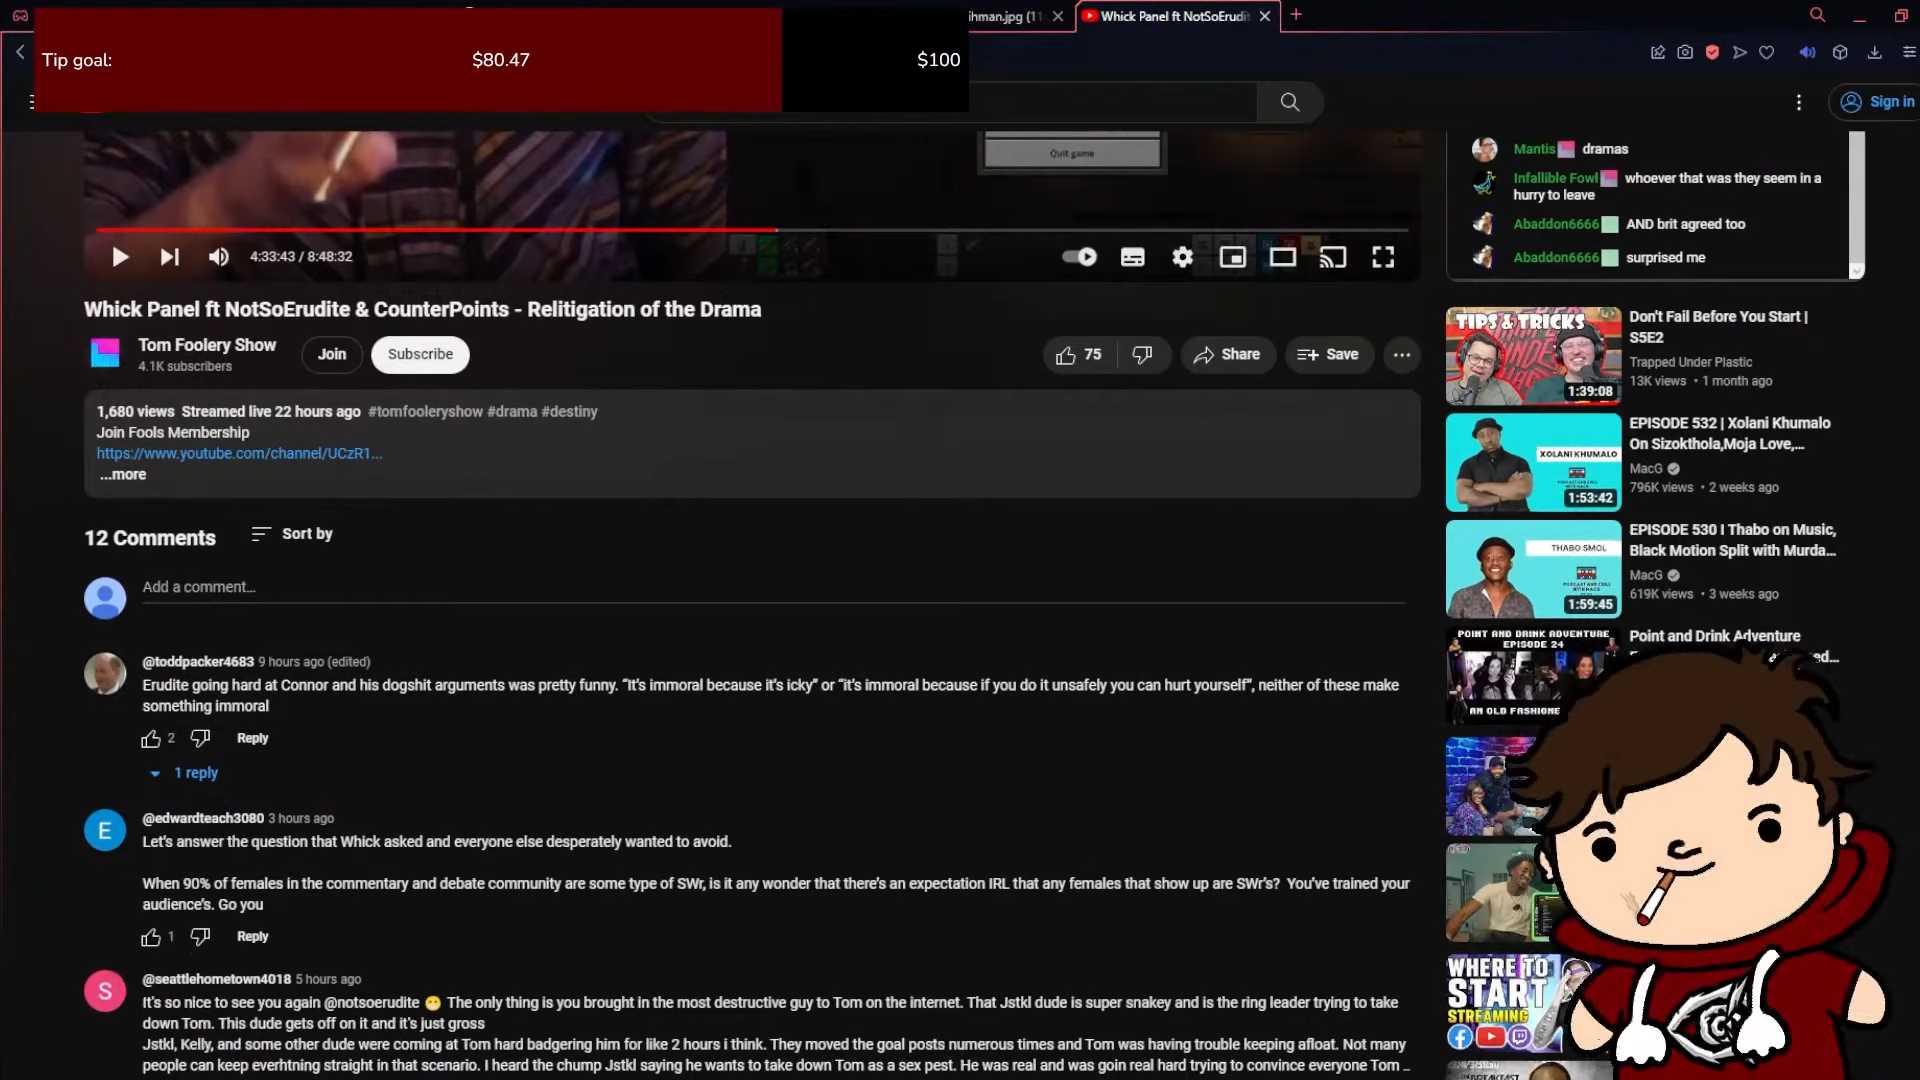 ihman.jpg (11
Whick Panel ft NotSoErudit
Tip goal:
$80.47
$100
Sign in
Quit game
4:33:43 / 8:48:32
Mantis dramas
Infallible Fowl whoever that was they seem in a
hurry to leave
Abaddon6666 AND brit agreed too
Abaddon6666 surprised me
Whick Panel ft NotSoErudite & CounterPoints - Relitigation of the Drama
Tom Foolery Show
4.1K subscribers
Join
Subscribe
75
Share
Save
1,680 views Streamed live 22 hours ago #tomfooleryshow #drama #destiny
Join Fools Membership
https://www.youtube.com/channel/UCzR1...
...more
12 Comments
Sort by
Add a comment...
@toddpacker4683 9 hours ago (edited)
Erudite going hard at Connor and his dogshit arguments was pretty funny. “It’s immoral because it’s icky” or “it’s immoral because if you do it unsafely you can hurt yourself”, neither of these make
something immoral
2
Reply
1 reply
E
@edwardteach3080 3 hours ago
Let’s answer the question that Whick asked and everyone else desperately wanted to avoid.
When 90% of females in the commentary and debate community are some type of SWr, is it any wonder that there’s an expectation IRL that any females that show up are SWr’s? You’ve trained your
audience’s. Go you
1
Reply
S
@seattlehometown4018 5 hours ago
It’s so nice to see you again @notsoerudite The only thing is you brought in the most destructive guy to Tom on the internet. That Jstkl dude is super snakey and is the ring leader trying to take
down Tom. This dude gets off on it and it’s just gross
Jstkl, Kelly, and some other dude were coming at Tom hard badgering him for like 2 hours i think. They moved the goal posts numerous times and Tom was having trouble keeping afloat. Not many
people can keep everhtning straight in that scenario. I heard the chump Jstkl saying he wants to take down Tom as a sex pest. He was real and was goin real hard trying to convince everyone Tom
TIPS & TRICKS
1:39:08
Don't Fail Before You Start |
S5E2
Trapped Under Plastic
13K views • 1 month ago
XOLANI KHUMALO
1:53:42
EPISODE 532 | Xolani Khumalo
On Sizokthola,Moja Love,...
MacG
796K views • 2 weeks ago
THABO SMOL
1:59:45
EPISODE 530 I Thabo on Music,
Black Motion Split with Murda...
MacG
619K views • 3 weeks ago
POINT AND DRINK ADVENTURE
EPISODE 24
AN OLD FASHIONE
Point and Drink Adventure
ed...
WHERE TO
START
STREAMING